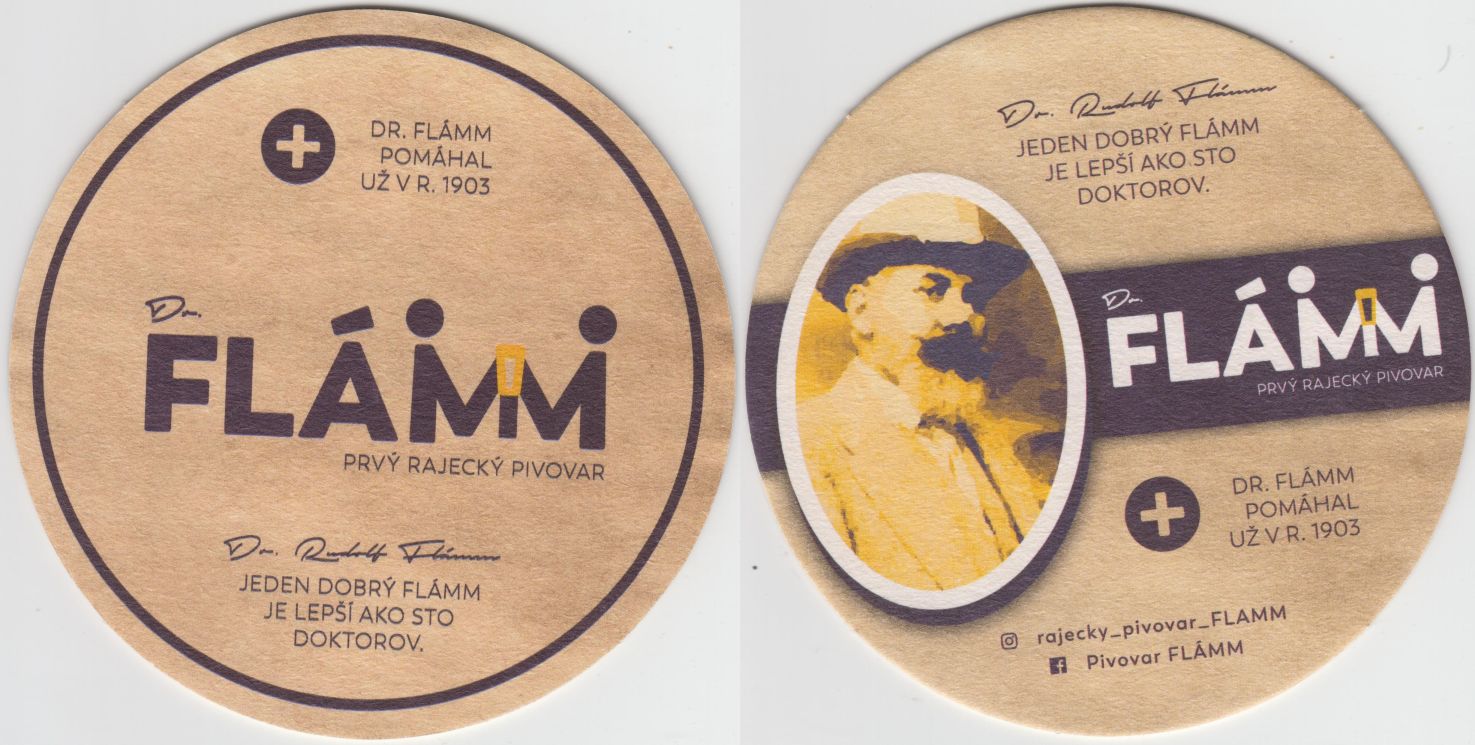 DR. FLÁMM
POMÁHAL
UŽ V R. 1903
Dr.
FLÁMM
PRVÝ RAJECKÝ PIVOVAR
Dr. Rudolf Flámm
JEDEN DOBRÝ FLÁMM
JE LEPŠÍ AKO STO
DOKTOROV.
Dr. Rudolf Flámm
JEDEN DOBRÝ FLÁMM
JE LEPŠÍ AKO STO
DOKTOROV.
Dr.
FLÁMM
PRVÝ RAJECKÝ PIVOVAR
DR. FLÁMM
POMÁHAL
UŽ V R. 1903
rajecky_pivovar_FLAMM
Pivovar FLÁMM